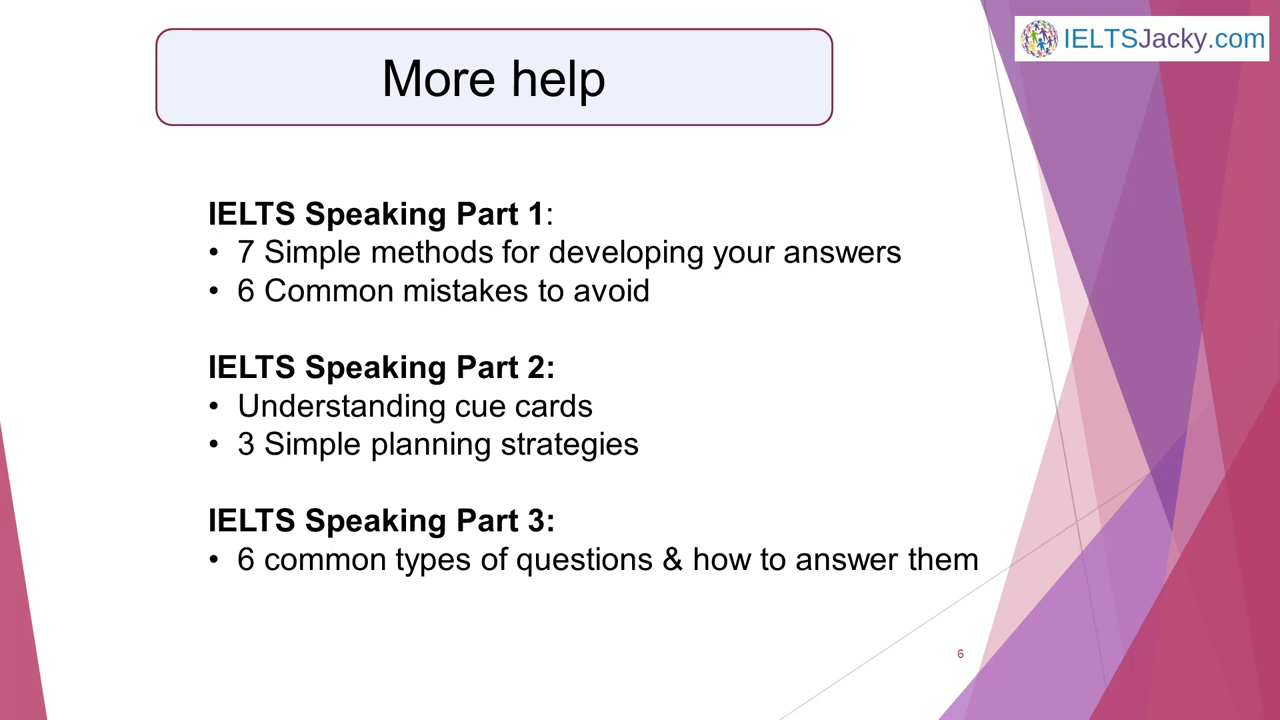 IELTSJacky.com
More help
IELTS Speaking Part 1:
• 7 Simple methods for developing your answers
• 6 Common mistakes to avoid
IELTS Speaking Part 2:
• Understanding cue cards
• 3 Simple planning strategies
IELTS Speaking Part 3:
• 6 common types of questions & how to answer them
6